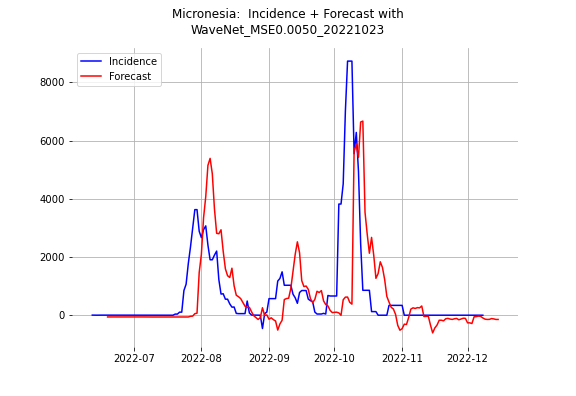 Micronesia:  Incidence + Forecast with
WaveNet_MSE0.0050_20221023
Incidence
Forecast
8000
6000
4000
2000
0
2022-07 2022-08 2022-09 2022-10 2022-11 2022-12